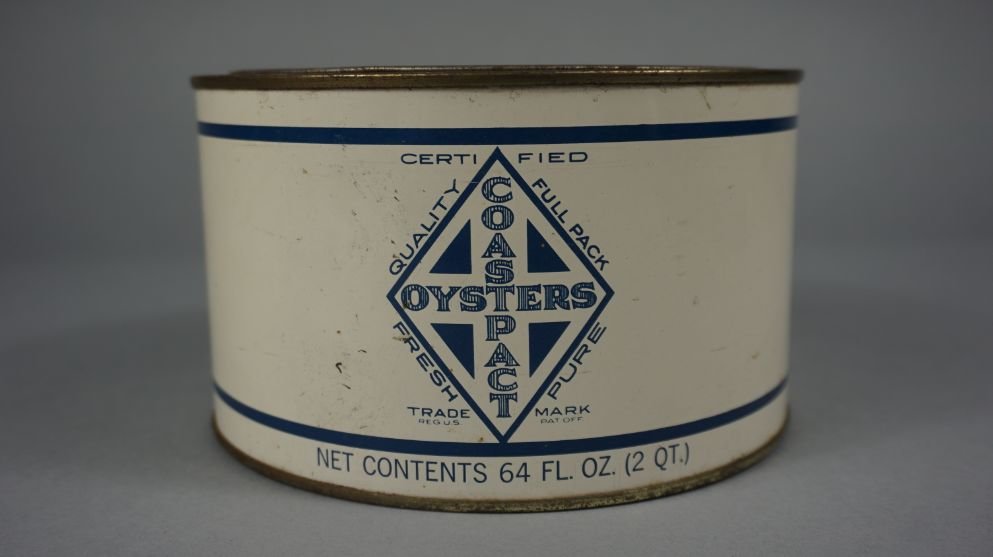 CERTIFIED
QUALITY
FULL PACK
COAST PACT
OYSTERS
FRESH
PURE
TRADE MARK
REG U.S. PAT OFF
NET CONTENTS 64 FL. OZ. (2 QT.)